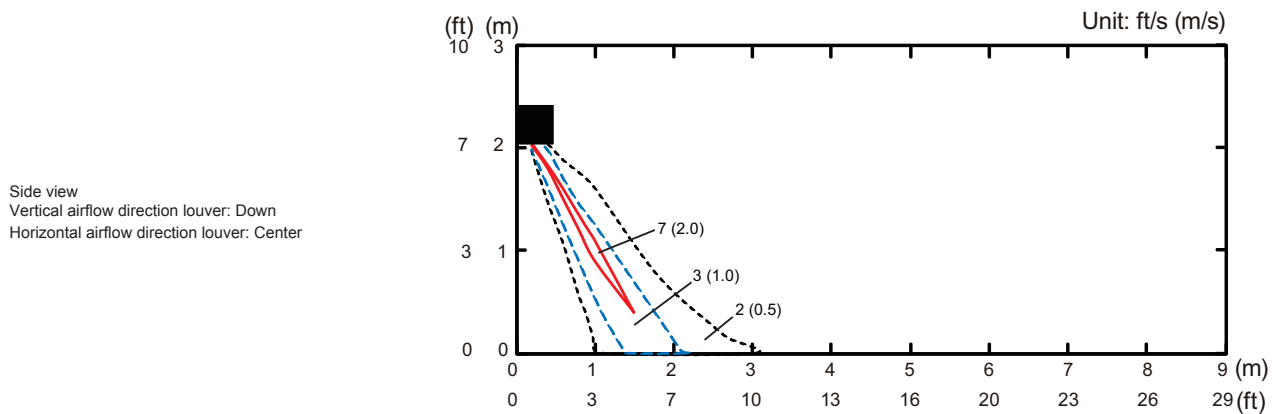 (ft) (m)
Unit: ft/s (m/s)
10 3
7 2
Side view
Vertical airflow direction louver: Down
Horizontal airflow direction louver: Center
7 (2.0)
3 1
3 (1.0)
2 (0.5)
0 0
0 1 2 3 4 5 6 7 8 9 (m)
0 3 7 10 13 16 20 23 26 29 (ft)